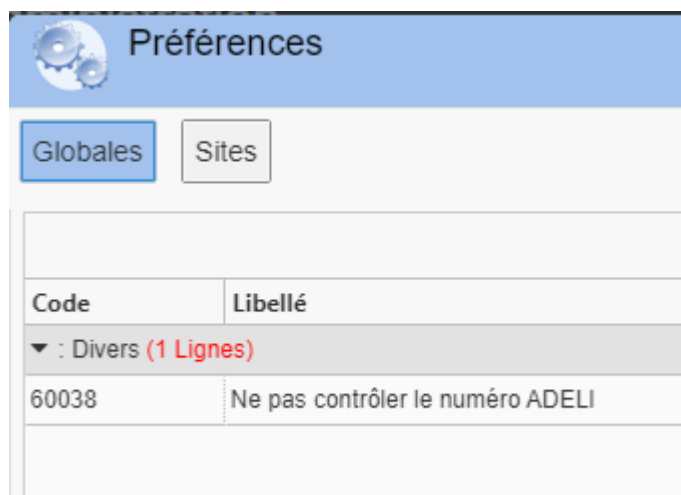 Préférences
Globales Sites
Code Libellé
: Divers (1 Lignes)
60038 Ne pas contrôler le numéro ADELI